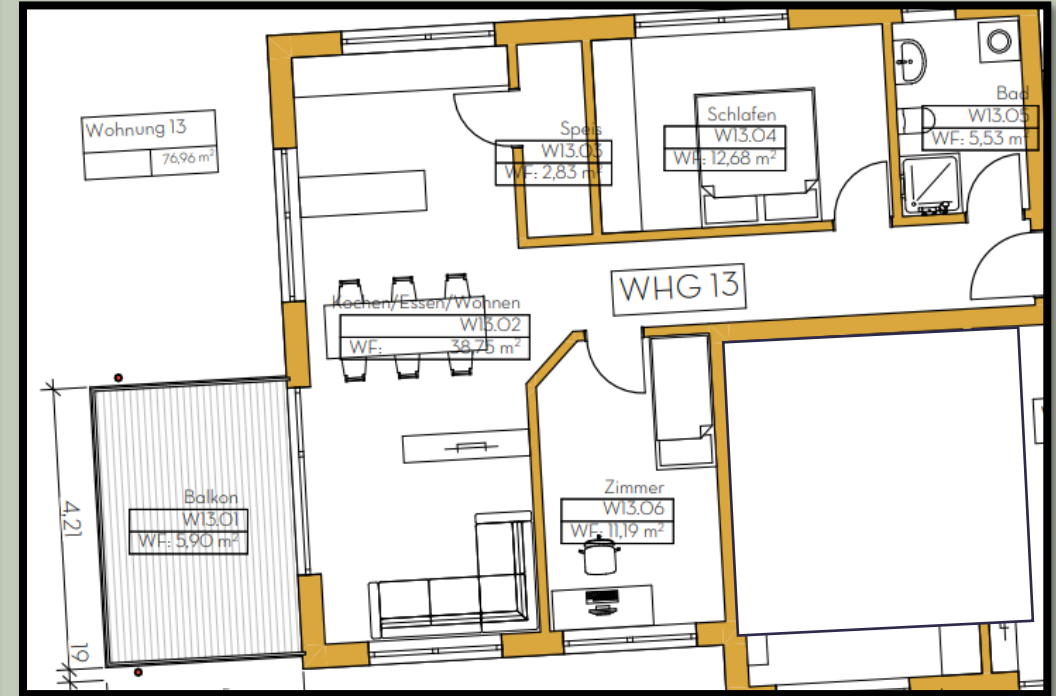 Wohnung 13
76,96 m²
Speis
W13.03
WF: 2,83 m²
Schlafen
W13.04
WF: 12,68 m²
Bad
W13.05
WF: 5,53 m²
WHG 13
Kochen/Essen/Wohnen
W13.02
WF: 38,75 m²
Balkon
W13.01
WF: 5,90 m²
Zimmer
W13.06
WF: 11,19 m²
4,21
19